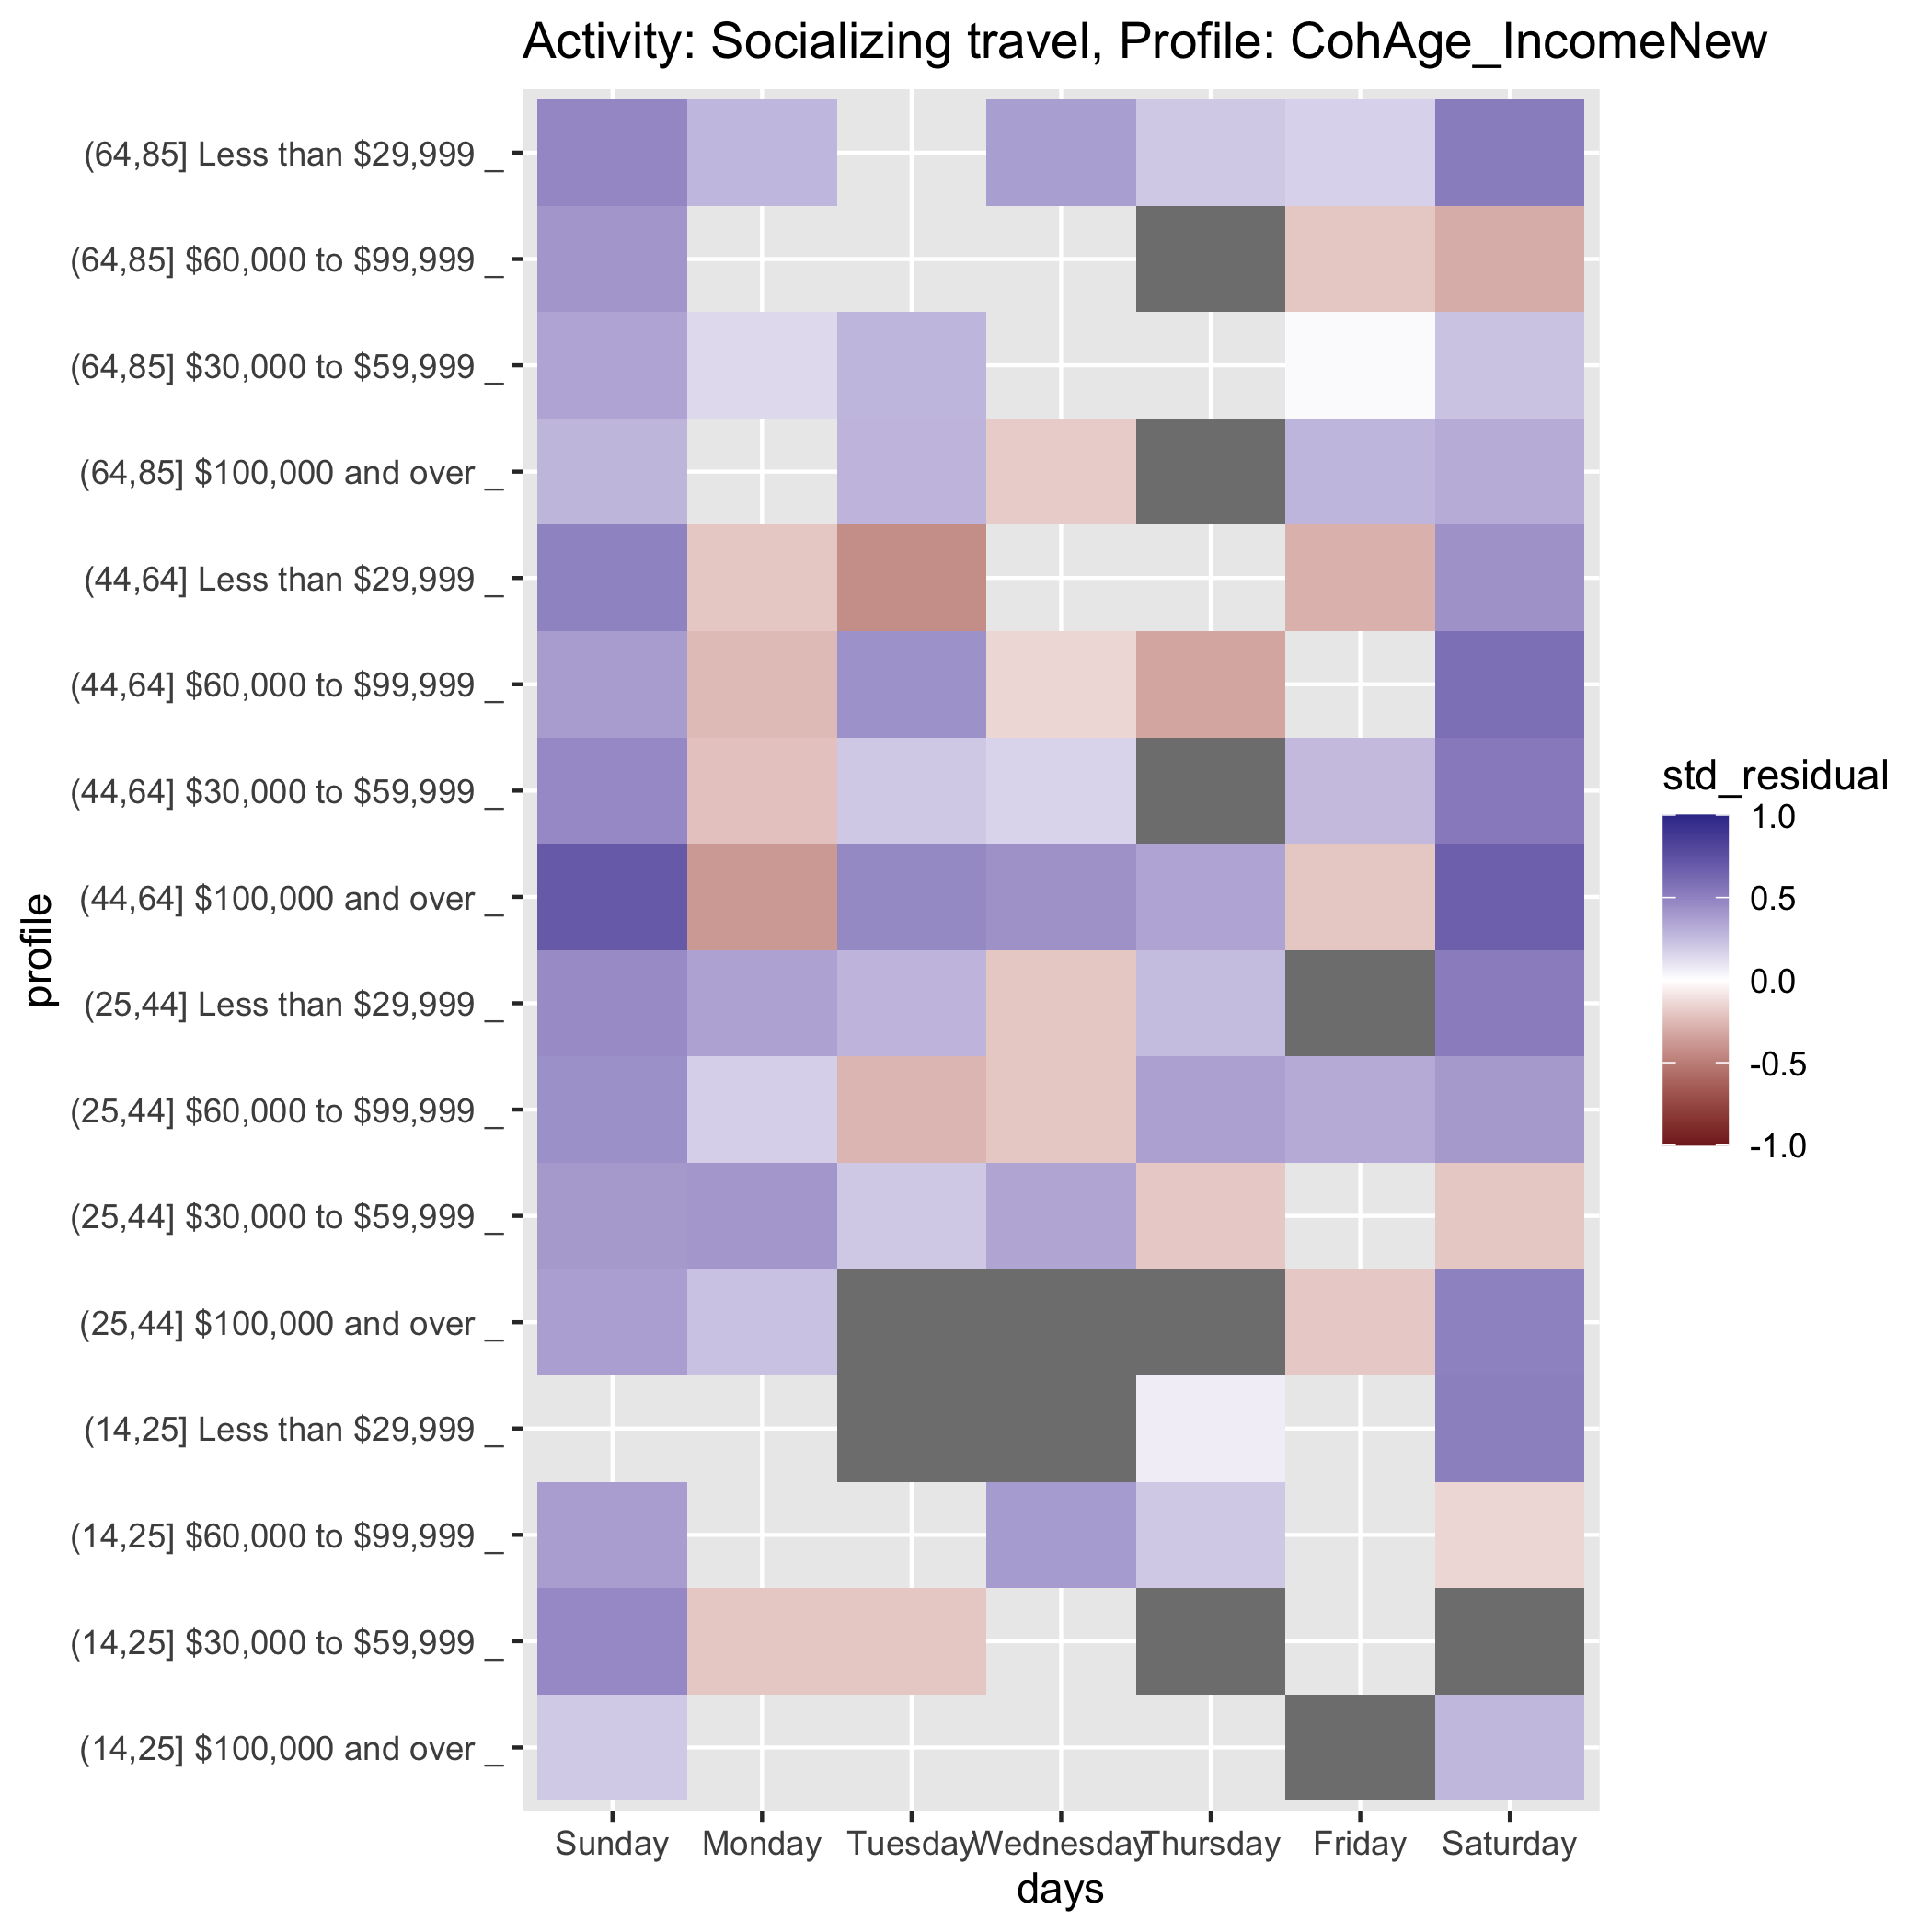 Activity: Socializing travel, Profile: CohAge_IncomeNew
profile
(64,85] Less than $29,999 _
(64,85] $60,000 to $99,999 _
(64,85] $30,000 to $59,999 _
(64,85] $100,000 and over _
(44,64] Less than $29,999 _
(44,64] $60,000 to $99,999 _
(44,64] $30,000 to $59,999 _
(44,64] $100,000 and over _
(25,44] Less than $29,999 _
(25,44] $60,000 to $99,999 _
(25,44] $30,000 to $59,999 _
(25,44] $100,000 and over _
(14,25] Less than $29,999 _
(14,25] $60,000 to $99,999 _
(14,25] $30,000 to $59,999 _
(14,25] $100,000 and over _
Sunday Monday Tuesday Wednesday Thursday Friday Saturday
days
std_residual
1.0
0.5
0.0
-0.5
-1.0